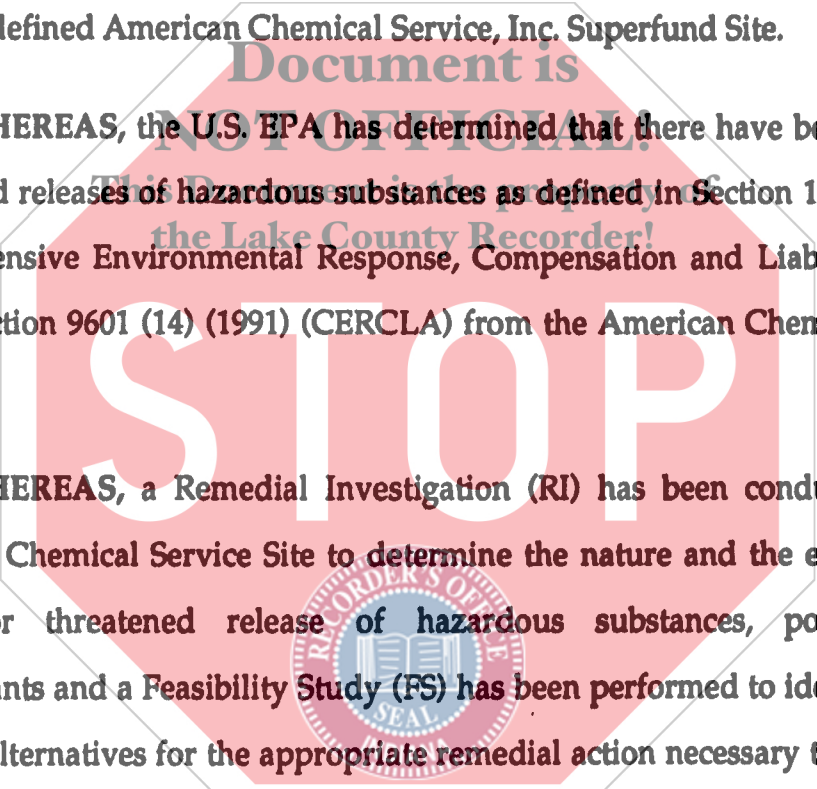 defined American Chemical Service, Inc. Superfund Site.
Document is
NOT OFFICIAL!
HEREAS, the U.S. EPA has determined that there have be
This Document is the property of
d releases of hazardous substances as defined in Section 1
the Lake County Recorder!
ensive Environmental Response, Compensation and Liab
ction 9601 (14) (1991) (CERCLA) from the American Chem
STOP
HEREAS, a Remedial Investigation (RI) has been condu
Chemical Service Site to determine the nature and the e
RECORDER'S OFFICE
or threatened release of hazardous substances, po
ants and a Feasibility Study (FS) has been performed to ide
SEAL
lternatives for the appropriate remedial action necessary t